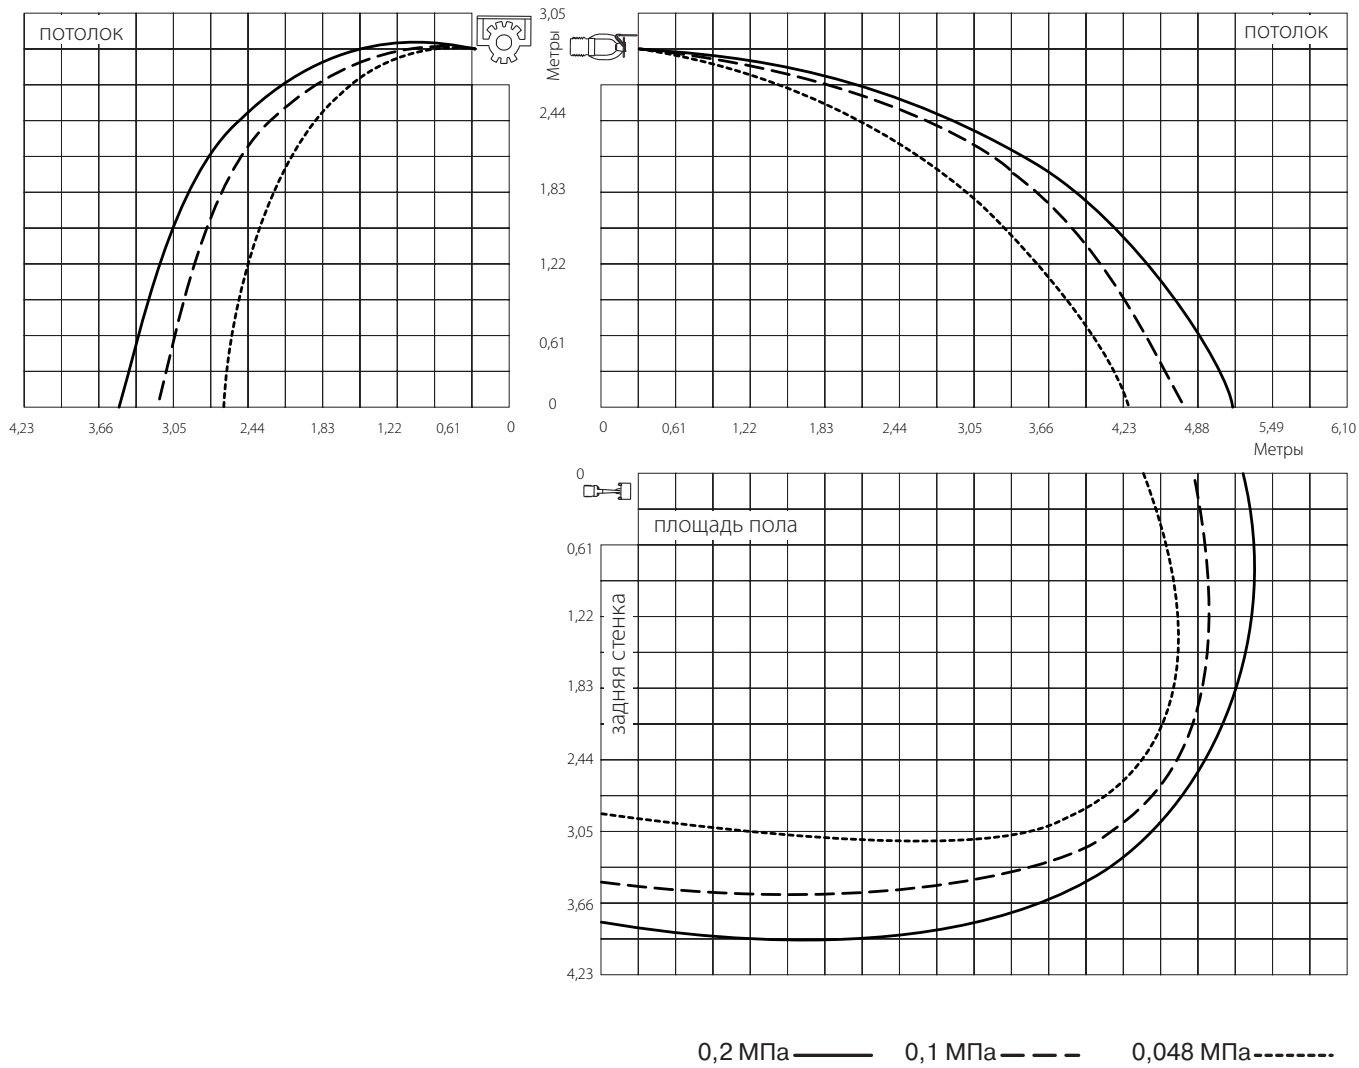 ПОТОЛОК
3,05
Метры
2,44
1,83
1,22
0,61
0
4,23 3,66 3,05 2,44 1,83 1,22 0,61 0
ПОТОЛОК
0 0,61 1,22 1,83 2,44 3,05 3,66 4,23 4,88 5,49 6,10
Метры
0
площадь пола
0,61
1,22
задняя стенка
1,83
2,44
3,05
3,66
4,23
0,2 МПа 0,1 МПа 0,048 МПа